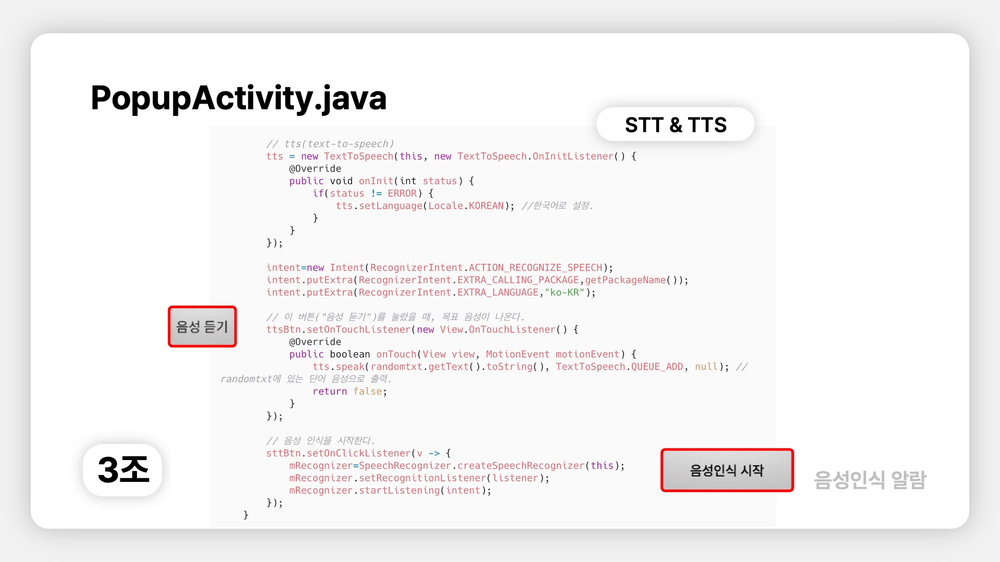 PopupActivity.java
STT & TTS
// tts(text-to-speech)
tts = new TextToSpeech(this, new TextToSpeech.OnInitListener() {
@Override
public void onInit(int status) {
if(status != ERROR) {
tts.setLanguage(Locale.KOREAN); //한국어로 설정.
}
}
});
intent=new Intent(RecognizerIntent.ACTION_RECOGNIZE_SPEECH);
intent.putExtra(RecognizerIntent.EXTRA_CALLING_PACKAGE,getPackageName());
intent.putExtra(RecognizerIntent.EXTRA_LANGUAGE,"ko-KR");
음성 듣기
// 이 버튼("음성 듣기")를 눌렀을 때, 목표 음성이 나온다.
ttsBtn.setOnTouchListener(new View.OnTouchListener() {
@Override
public boolean onTouch(View view, MotionEvent motionEvent) {
tts.speak(randomtxt.getText().toString(), TextToSpeech.QUEUE_ADD, null); //
randomtxt에 있는 단어 음성으로 출력.
return false;
}
});
// 음성 인식을 시작한다.
sttBtn.setOnClickListener(v -> {
mRecognizer=SpeechRecognizer.createSpeechRecognizer(this);
mRecognizer.setRecognitionListener(listener);
mRecognizer.startListening(intent);
});
}
음성인식 시작
3조
음성인식 알람